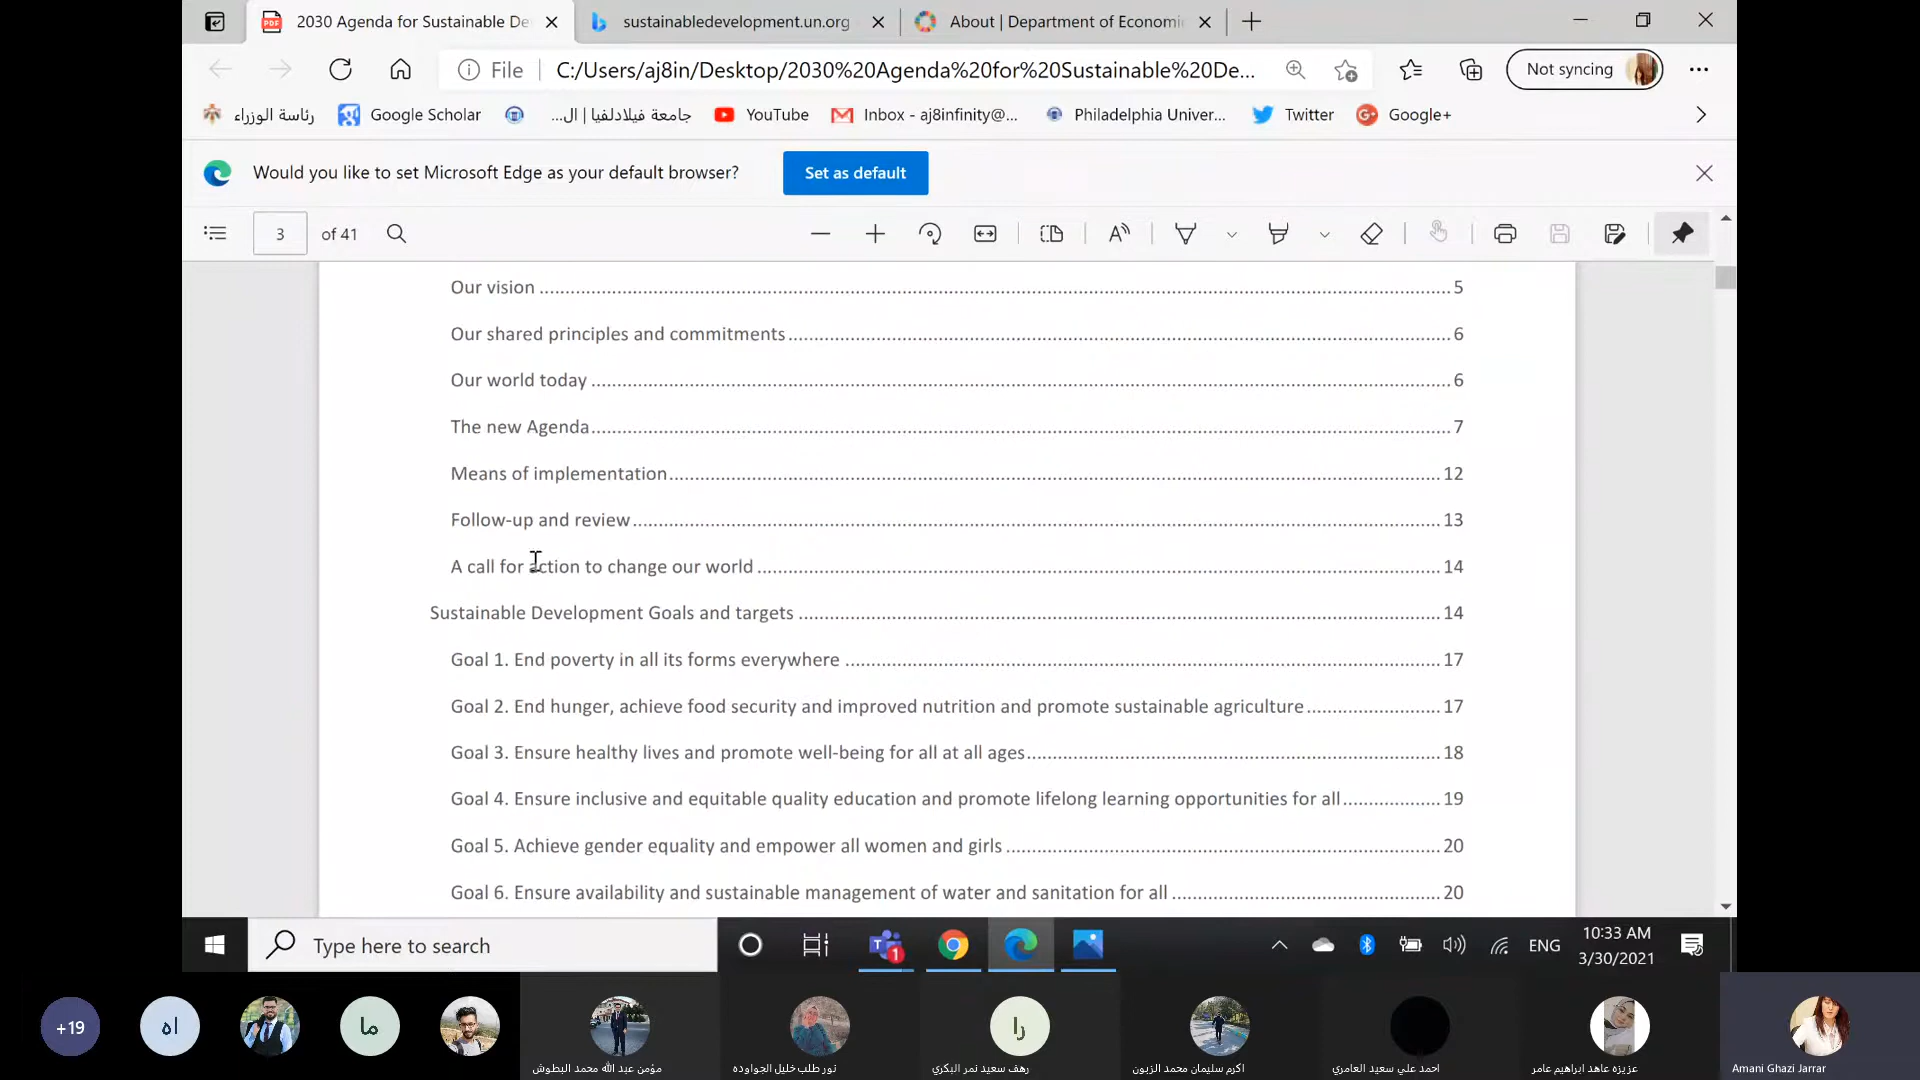 2030 Agenda for Sustainable De
sustainabledevelopment.un.org
About | Department of Economi
File
C:/Users/aj8in/Desktop/2030%20Agenda%20for%20Sustainable%20De...
Not syncing
رئاسة الوزراء
Google Scholar
جامعة فيلادلفيا | ال...
YouTube
Inbox - aj8infinity@...
Philadelphia Univer...
Twitter
Google+
Would you like to set Microsoft Edge as your default browser?
Set as default
3 of 41
Our vision 5
Our shared principles and commitments 6
Our world today 6
The new Agenda 7
Means of implementation 12
Follow-up and review 13
A call for action to change our world 14
Sustainable Development Goals and targets 14
Goal 1. End poverty in all its forms everywhere 17
Goal 2. End hunger, achieve food security and improved nutrition and promote sustainable agriculture 17
Goal 3. Ensure healthy lives and promote well-being for all at all ages 18
Goal 4. Ensure inclusive and equitable quality education and promote lifelong learning opportunities for all 19
Goal 5. Achieve gender equality and empower all women and girls 20
Goal 6. Ensure availability and sustainable management of water and sanitation for all 20
Type here to search
1
ENG
10:33 AM
3/30/2021
+19
اه
ما
را
مؤمن عبد الله محمد البطوش
نور طلب خليل الجواوده
رهف سعيد نمر البكري
اكرم سليمان محمد الزبون
احمد علي سعيد العامري
عزيزه عاهد ابراهيم عامر
Amani Ghazi Jarrar